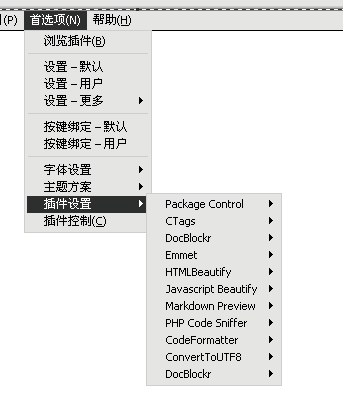 (P) 首选项(N) 帮助(H)
浏览插件(B)
设置 – 默认
设置 – 用户
设置 – 更多
按键绑定 – 默认
按键绑定 – 用户
字体设置
主题方案
插件设置
插件控制(C)
Package Control
CTags
DocBlockr
Emmet
HTMLBeautify
Javascript Beautify
Markdown Preview
PHP Code Sniffer
CodeFormatter
ConvertToUTF8
DocBlockr